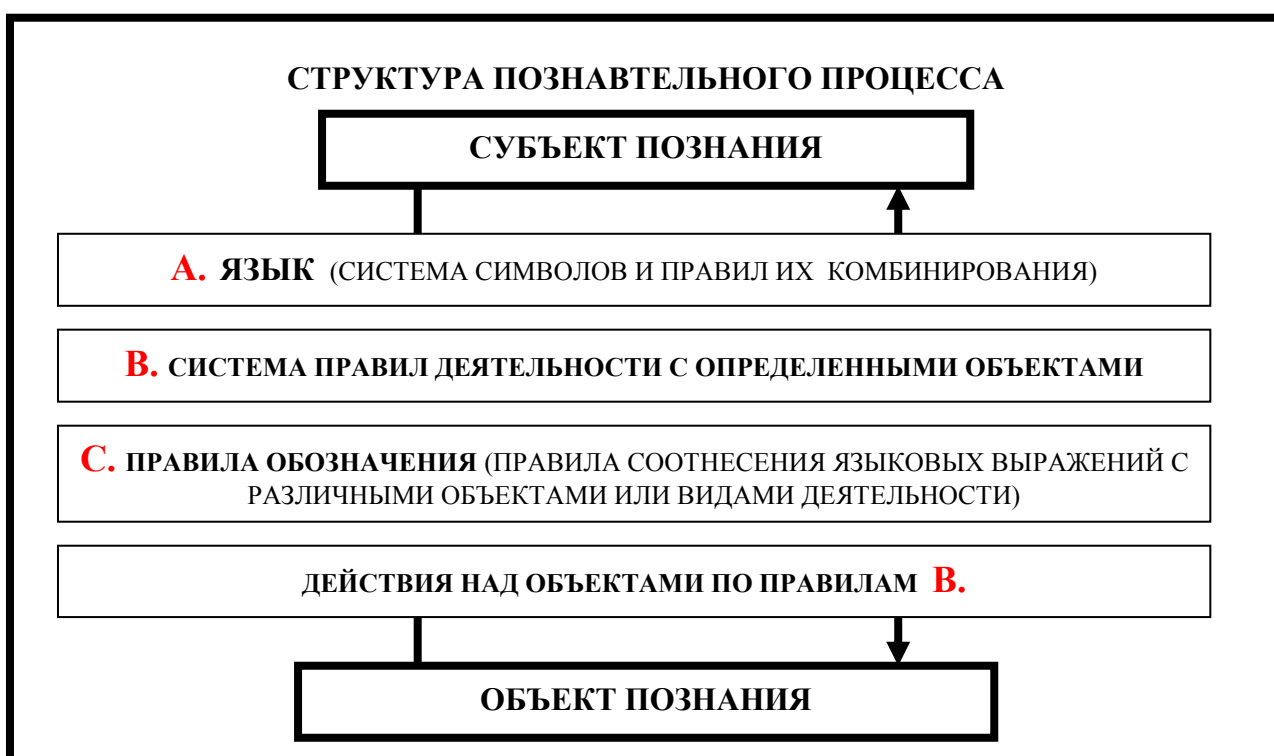 СТРУКТУРА ПОЗНАВТЕЛЬНОГО ПРОЦЕССА
СУБЪЕКТ ПОЗНАНИЯ
A. ЯЗЫК (СИСТЕМА СИМВОЛОВ И ПРАВИЛ ИХ КОМБИНИРОВАНИЯ)
B. СИСТЕМА ПРАВИЛ ДЕЯТЕЛЬНОСТИ С ОПРЕДЕЛЕННЫМИ ОБЪЕКТАМИ
C. ПРАВИЛА ОБОЗНАЧЕНИЯ (ПРАВИЛА СООТНЕСЕНИЯ ЯЗЫКОВЫХ ВЫРАЖЕНИЙ С
РАЗЛИЧНЫМИ ОБЪЕКТАМИ ИЛИ ВИДАМИ ДЕЯТЕЛЬНОСТИ)
ДЕЙСТВИЯ НАД ОБЪЕКТАМИ ПО ПРАВИЛАМ B.
ОБЪЕКТ ПОЗНАНИЯ